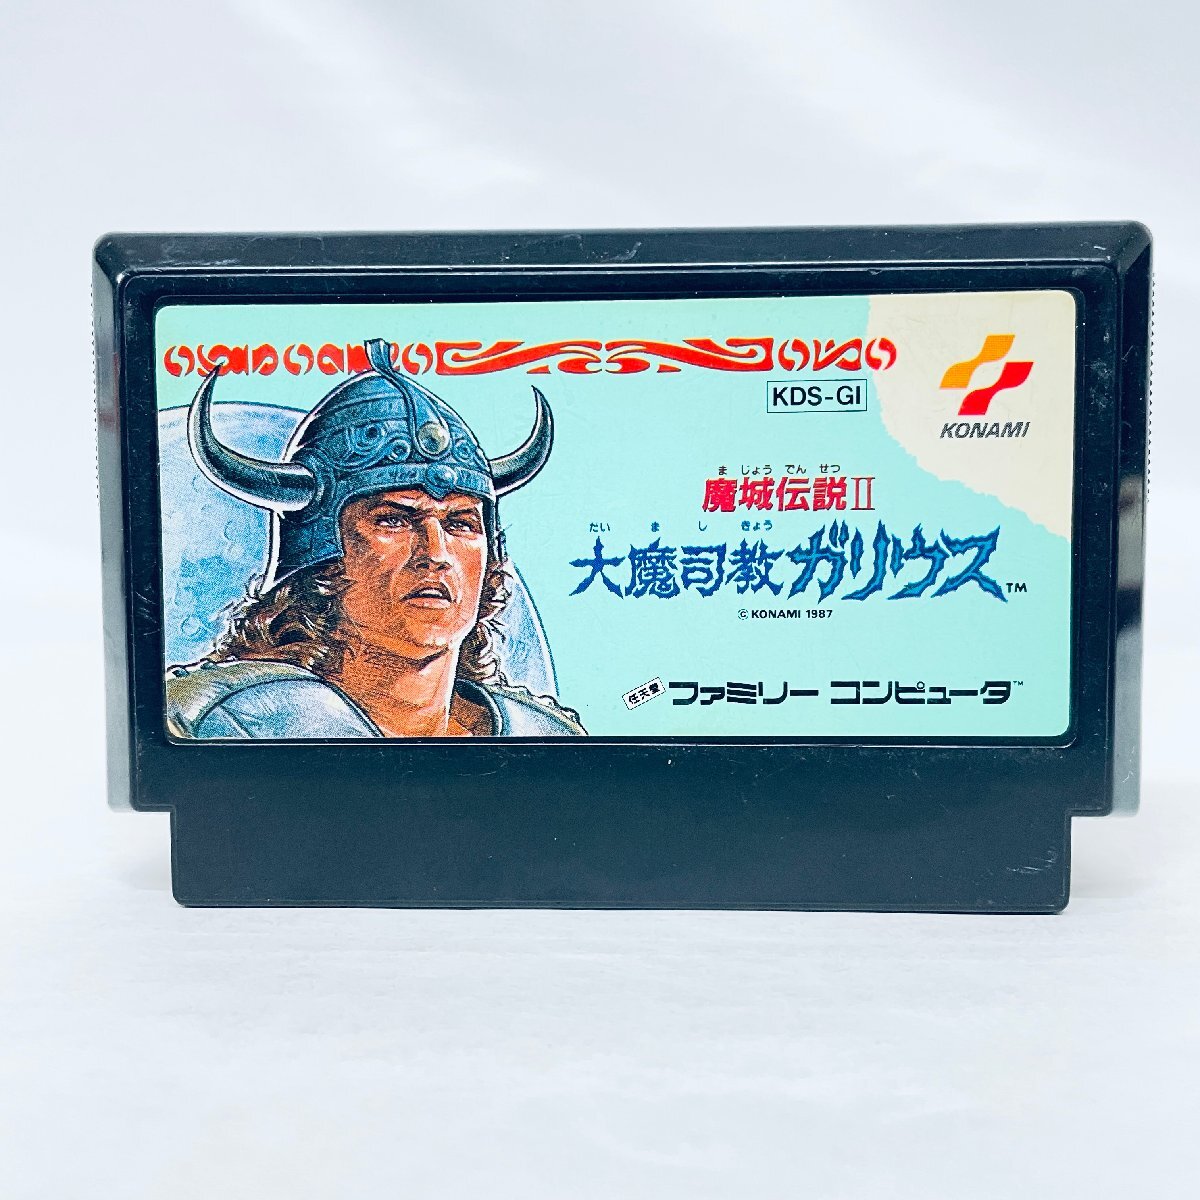 KDS-GI
KONAMI
まじょうでんせつ
魔城伝説II
だいましきょう
大魔司教ガリウス™
© KONAMI 1987
任天堂 ファミリー コンピュータ™